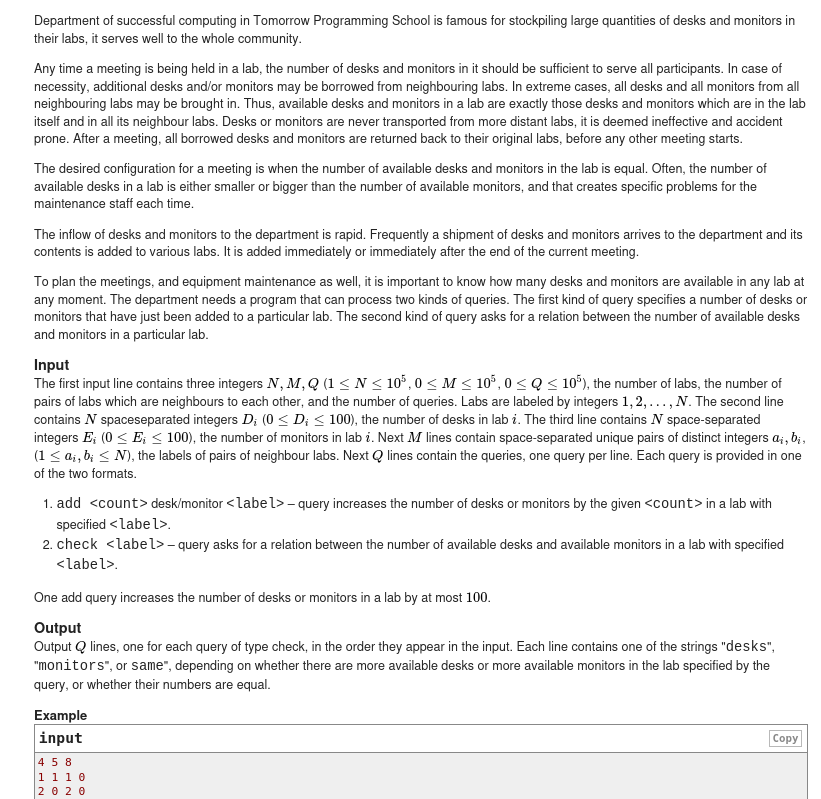 Department of successful computing in Tomorrow Programming School is famous for stockpiling large quantities of desks and monitors in
their labs, it serves well to the whole community.
Any time a meeting is being held in a lab, the number of desks and monitors in it should be sufficient to serve all participants. In case of
necessity, additional desks and/or monitors may be borrowed from neighbouring labs. In extreme cases, all desks and all monitors from all
neighbouring labs may be brought in. Thus, available desks and monitors in a lab are exactly those desks and monitors which are in the lab
itself and in all its neighbour labs. Desks or monitors are never transported from more distant labs, it is deemed ineffective and accident
prone. After a meeting, all borrowed desks and monitors are returned back to their original labs, before any other meeting starts.
The desired configuration for a meeting is when the number of available desks and monitors in the lab is equal. Often, the number of
available desks in a lab is either smaller or bigger than the number of available monitors, and that creates specific problems for the
maintenance staff each time.
The inflow of desks and monitors to the department is rapid. Frequently a shipment of desks and monitors arrives to the department and its
contents is added to various labs. It is added immediately or immediately after the end of the current meeting.
To plan the meetings, and equipment maintenance as well, it is important to know how many desks and monitors are available in any lab at
any moment. The department needs a program that can process two kinds of queries. The first kind of query specifies a number of desks or
monitors that have just been added to a particular lab. The second kind of query asks for a relation between the number of available desks
and monitors in a particular lab.
Input
The first input line contains three integers N, M, Q (1 ≤ N ≤ 10^5, 0 ≤ M ≤ 10^5, 0 ≤ Q ≤ 10^5), the number of labs, the number of
pairs of labs which are neighbours to each other, and the number of queries. Labs are labeled by integers 1, 2, . . . , N. The second line
contains N spaceseparated integers D_i (0 ≤ D_i ≤ 100), the number of desks in lab i. The third line contains N space-separated
integers E_i (0 ≤ E_i ≤ 100), the number of monitors in lab i. Next M lines contain space-separated unique pairs of distinct integers a_i, b_i,
(1 ≤ a_i, b_i ≤ N), the labels of pairs of neighbour labs. Next Q lines contain the queries, one query per line. Each query is provided in one
of the two formats.
1. add <count> desk/monitor <label> – query increases the number of desks or monitors by the given <count> in a lab with
specified <label>.
2. check <label> – query asks for a relation between the number of available desks and available monitors in a lab with specified
<label>.
One add query increases the number of desks or monitors in a lab by at most 100.
Output
Output Q lines, one for each query of type check, in the order they appear in the input. Each line contains one of the strings "desks",
"monitors", or same", depending on whether there are more available desks or more available monitors in the lab specified by the
query, or whether their numbers are equal.
Example
input Copy
4 5 8
1 1 1 0
2 0 2 0